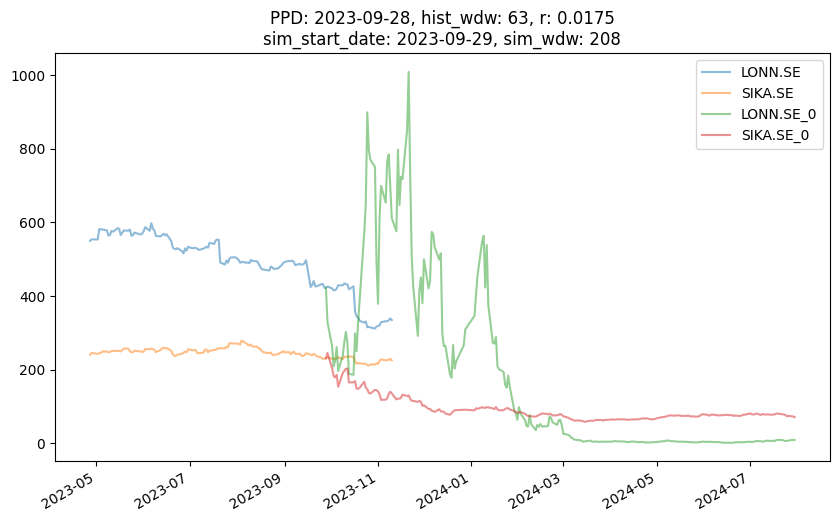 PPD: 2023-09-28, hist_wdw: 63, r: 0.0175
sim_start_date: 2023-09-29, sim_wdw: 208
LONN.SE
SIKA.SE
LONN.SE_0
SIKA.SE_0
1000
800
600
400
200
0
2023-05
2023-07
2023-09
2023-11
2024-01
2024-03
2024-05
2024-07